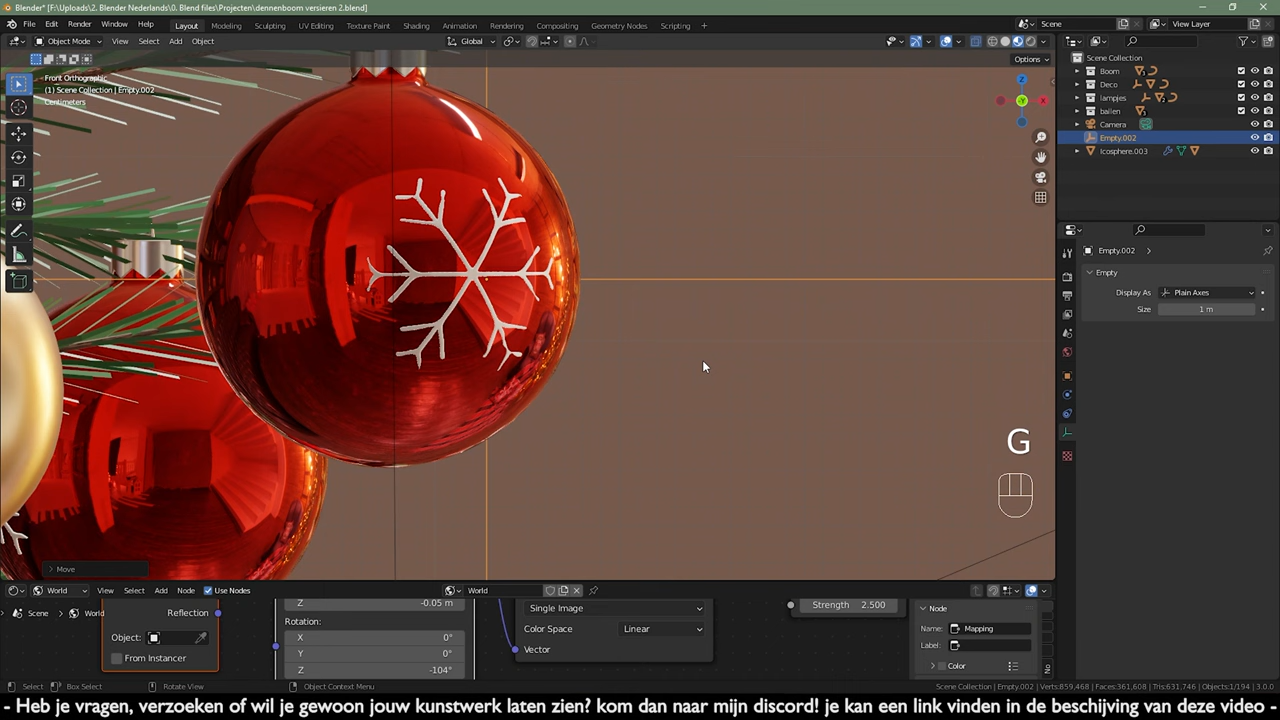 Blender* [F:\Uploads\2. Blender Nederlands\0. Blend files\Projecten\dennenboom versieren 2.blend]
File Edit Render Window Help Layout Modeling Sculpting UV Editing Texture Paint Shading Animation Rendering Compositing Geometry Nodes Scripting + Scene View Layer
Object Mode View Select Add Object Global
Options
Front Orthographic
(1) Scene Collection | Empty.002
Centimeters
Z
X
Y
G
Move
Scene Collection
Boom
Deco
lampjes
ballen
Camera
Empty.002
Icosphere.003
Empty.002
Empty
Display As Plain Axes
Size 1 m
World View Select Add Node Use Nodes World
Scene World
Reflection
Object:
From Instancer
Z -0.05 m
Rotation:
X 0°
Y 0°
Z -104°
Single Image
Color Space Linear
Vector
Strength 2.500
Node
Name: Mapping
Label:
Color
No
Select Box Select Rotate View Object Context Menu
Scene Collection | Empty.002 | Verts:859,468 | Faces:361,608 | Tris:631,746 | Objects:1/194 | 3.0.0
- Heb je vragen, verzoeken of wil je gewoon jouw kunstwerk laten zien? kom dan naar mijn discord! je kan een link vinden in de beschijving van deze video -